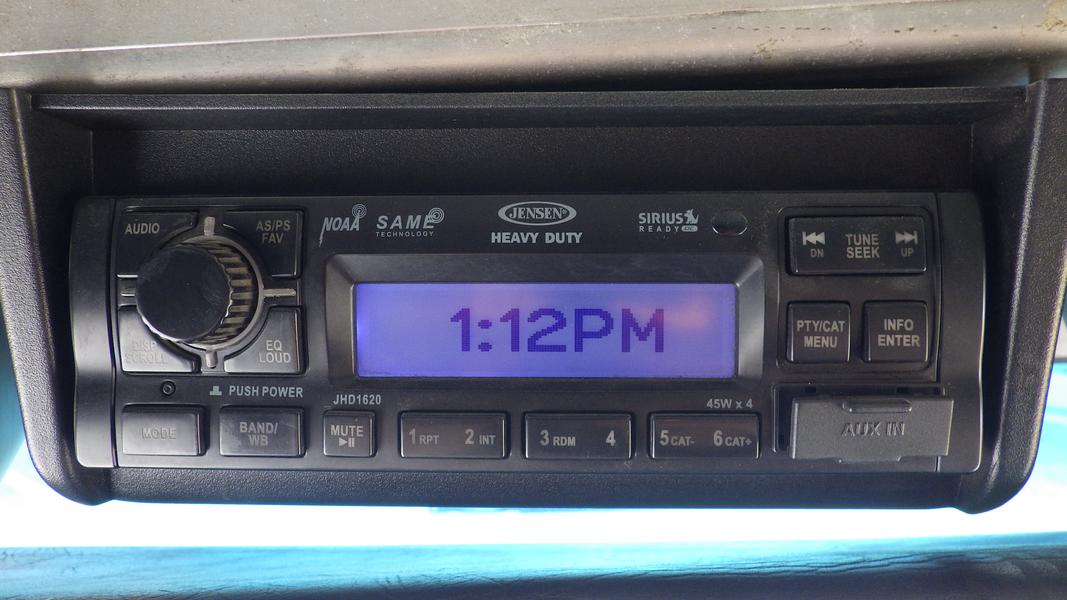 AUDIO
AS/PS
FAV
NOAA
SAME
TECHNOLOGY
JENSEN®
HEAVY DUTY
SIRIUS
READY
DN
TUNE
SEEK
UP
1:12PM
DISP
SCROLL
EQ
LOUD
PTY/CAT
MENU
INFO
ENTER
PUSH POWER
JHD1620
45W x 4
MODE
BAND/
WB
MUTE
1 RPT 2 INT
3 RDM 4
5 CAT- 6 CAT+
AUX IN